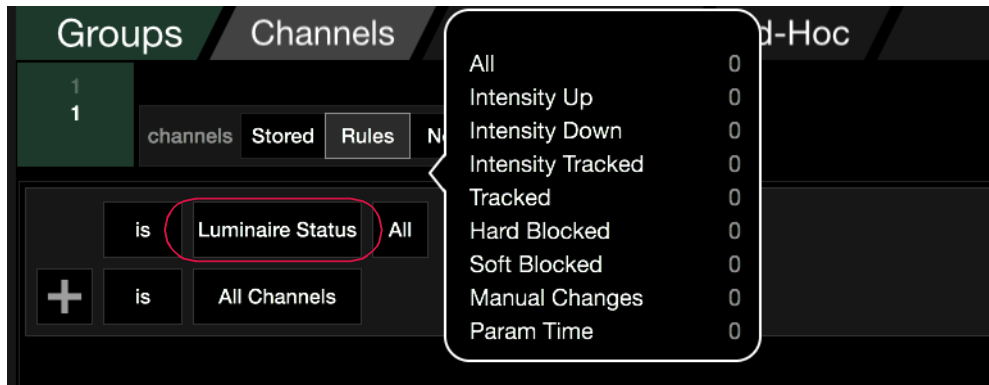 Groups Channels d-Hoc
1
1
channels Stored Rules
All 0
Intensity Up 0
Intensity Down 0
Intensity Tracked 0
Tracked 0
Hard Blocked 0
Soft Blocked 0
Manual Changes 0
Param Time 0
is Luminaire Status All
is All Channels